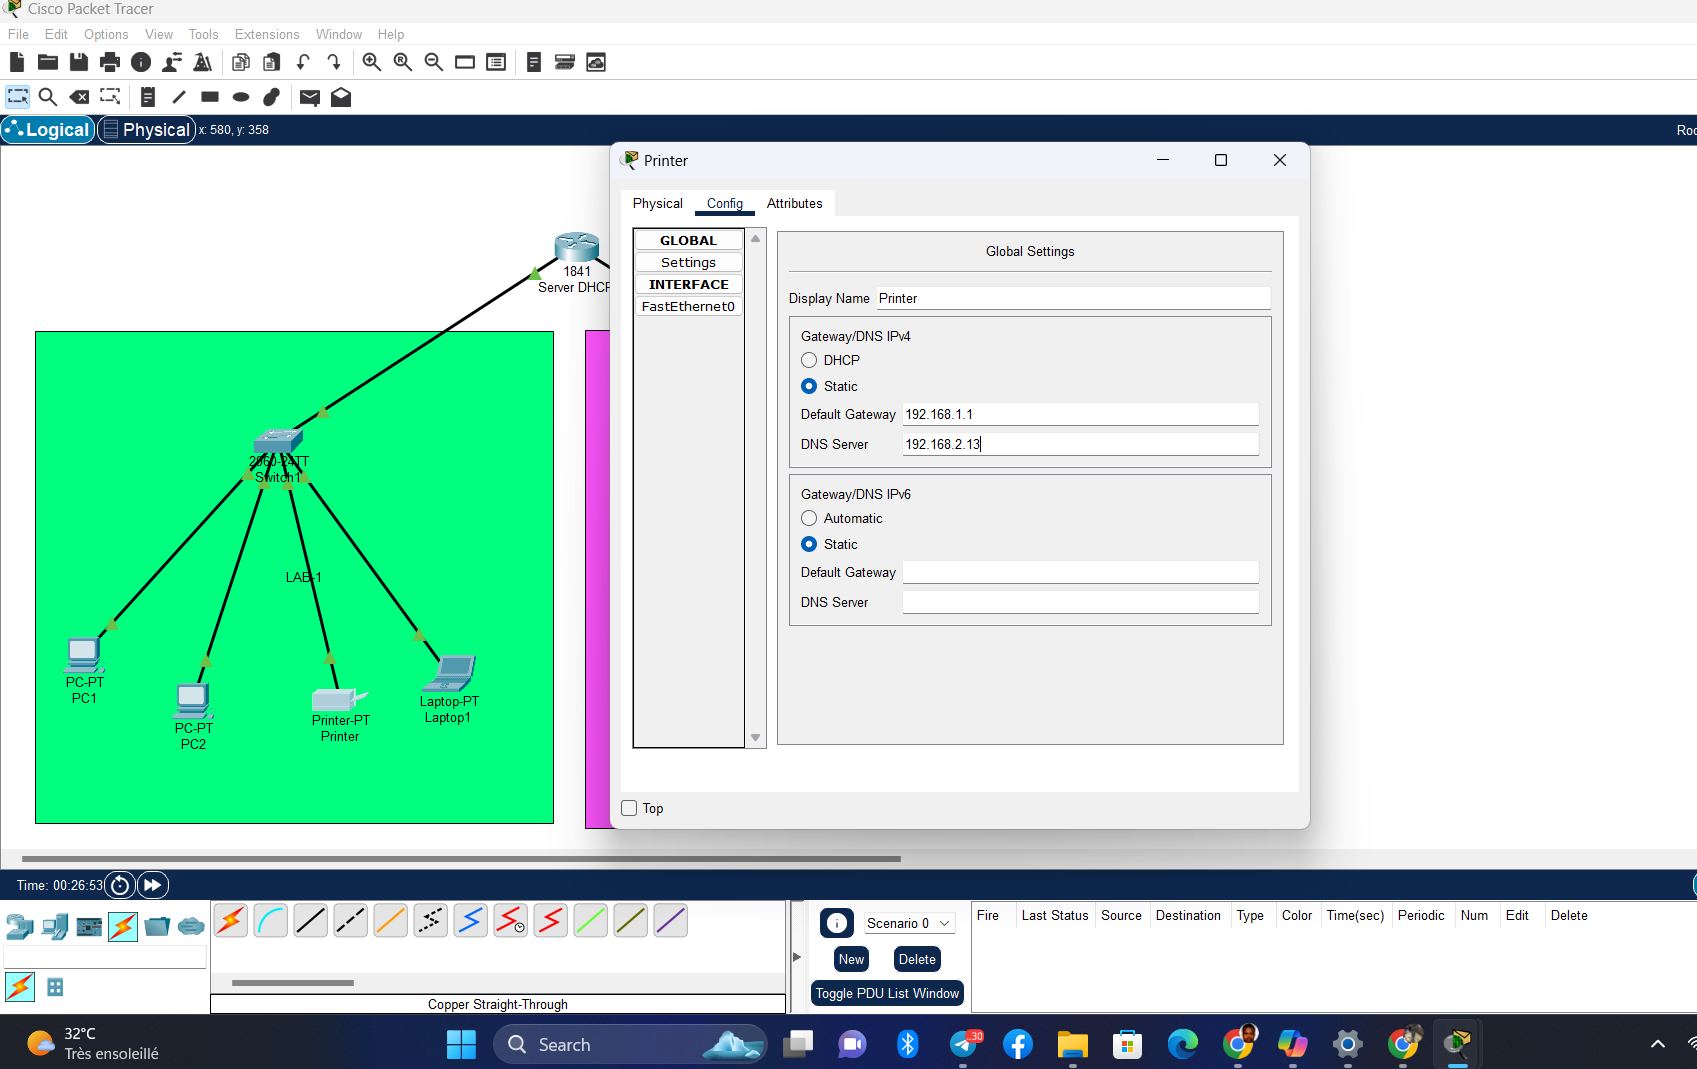 Cisco Packet Tracer
File Edit Options View Tools Extensions Window Help
Logical Physical x: 580, y: 358
Printer
Physical Config Attributes
GLOBAL
Settings
INTERFACE
FastEthernet0
Global Settings
Display Name Printer
Gateway/DNS IPv4
DHCP
Static
Default Gateway 192.168.1.1
DNS Server 192.168.2.13
Gateway/DNS IPv6
Automatic
Static
Default Gateway
DNS Server
Top
1841
Server DHCP
2960-24TT
Switch1
LAB-1
PC-PT
PC1
PC-PT
PC2
Printer-PT
Printer
Laptop-PT
Laptop1
Time: 00:26:53
Copper Straight-Through
Scenario 0
New Delete
Toggle PDU List Window
Fire Last Status Source Destination Type Color Time(sec) Periodic Num Edit Delete
32°C
Très ensoleillé
Search
..30